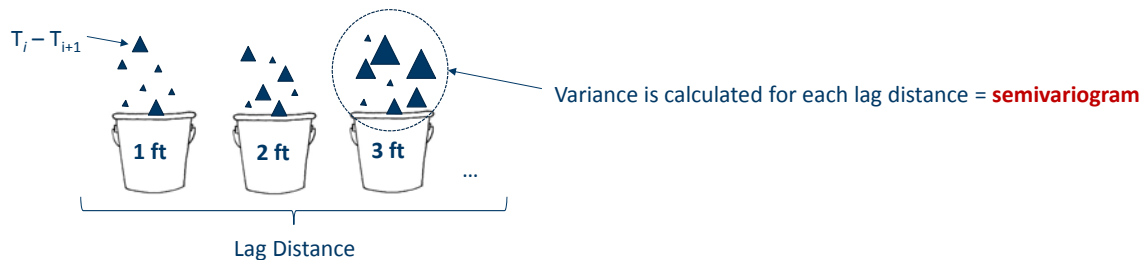 T𝑖 – Ti+1
Variance is calculated for each lag distance = semivariogram
1 ft 2 ft 3 ft ...
Lag Distance